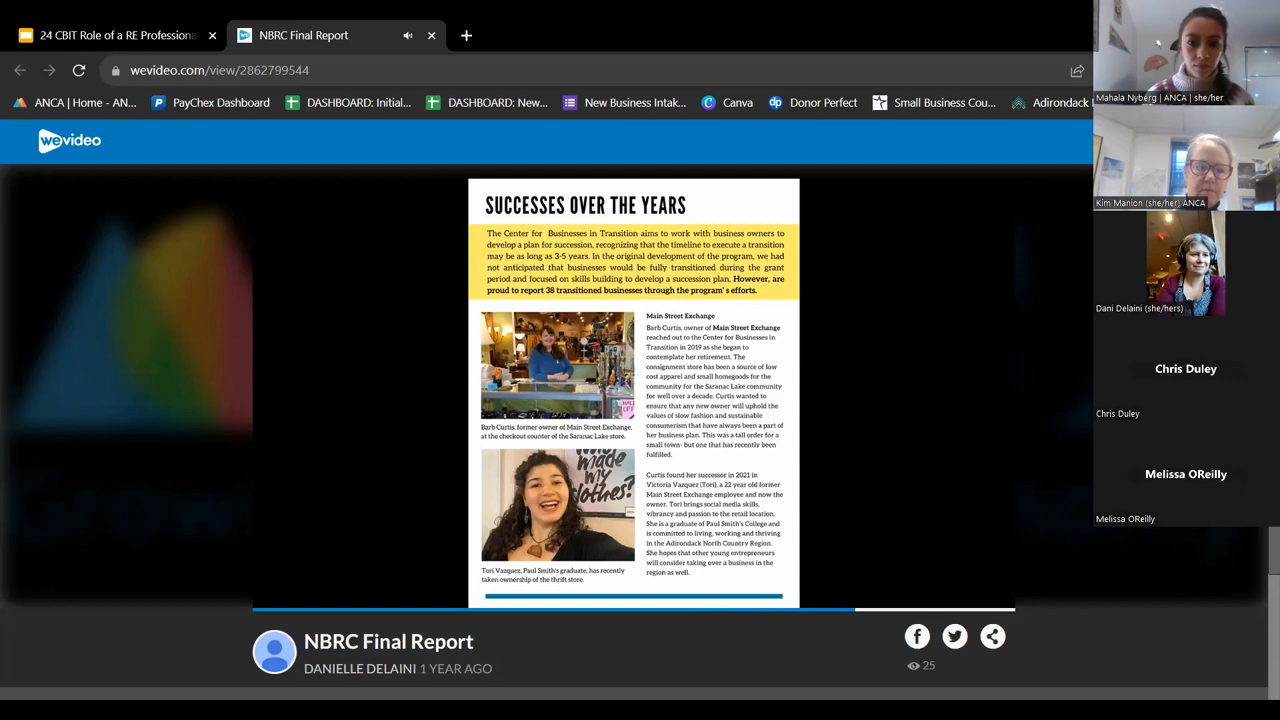 24 CBIT Role of a RE Professiona
NBRC Final Report
wevideo.com/view/2862799544
ANCA | Home - AN...
PayChex Dashboard
DASHBOARD: Initia...
DASHBOARD: New...
New Business Intak...
Canva
dp
Donor Perfect
Small Business Cou...
Adirondack
wevideo
SUCCESSES OVER THE YEARS
The Center for Businesses in Transition aims to work with business owners to
develop a plan for succession, recognizing that the timeline to execute a transition
may be as long as 3-5 years. In the original development of the program, we had
not anticipated that businesses would be fully transitioned during the grant
period and focused on skills building to develop a succession plan. However, are
proud to report 38 transitioned businesses through the program's efforts.
Barb Curtis, former owner of Main Street Exchange,
at the checkout counter of the Saranac Lake store.
made
my
clothes?
Tori Vazquez, Paul Smith's graduate, has recently
taken ownership of the thrift store.
Main Street Exchange
Barb Curtis, owner of Main Street Exchange
reached out to the Center for Businesses in
Transition in 2019 as she began to
contemplate her retirement. The
consignment store has been a source of low
cost apparel and small homegoods for the
community for the Saranac Lake community
for well over a decade. Curtis wanted to
ensure that any new owner will uphold the
values of slow fashion and sustainable
consumerism that have always been a part of
her business plan. This was a tall order for a
small town- but one that has recently been
fulfilled.
Curtis found her successor in 2021 in
Victoria Vazquez (Tori), a 22 year old former
Main Street Exchange employee and now the
owner. Tori brings social media skills,
vibrancy and passion to the retail location.
She is a graduate of Paul Smith's College and
is committed to living, working and thriving
in the Adirondack North Country Region.
She hopes that other young entrepreneurs
will consider taking over a business in the
region as well.
NBRC Final Report
DANIELLE DELAINI 1 YEAR AGO
25
Mahala Nyberg | ANCA | she/her
Kim Manion (she/her) ANCA
Dani Delaini (she/hers)
Chris Duley
Chris Duley
Melissa OReilly
Melissa OReilly